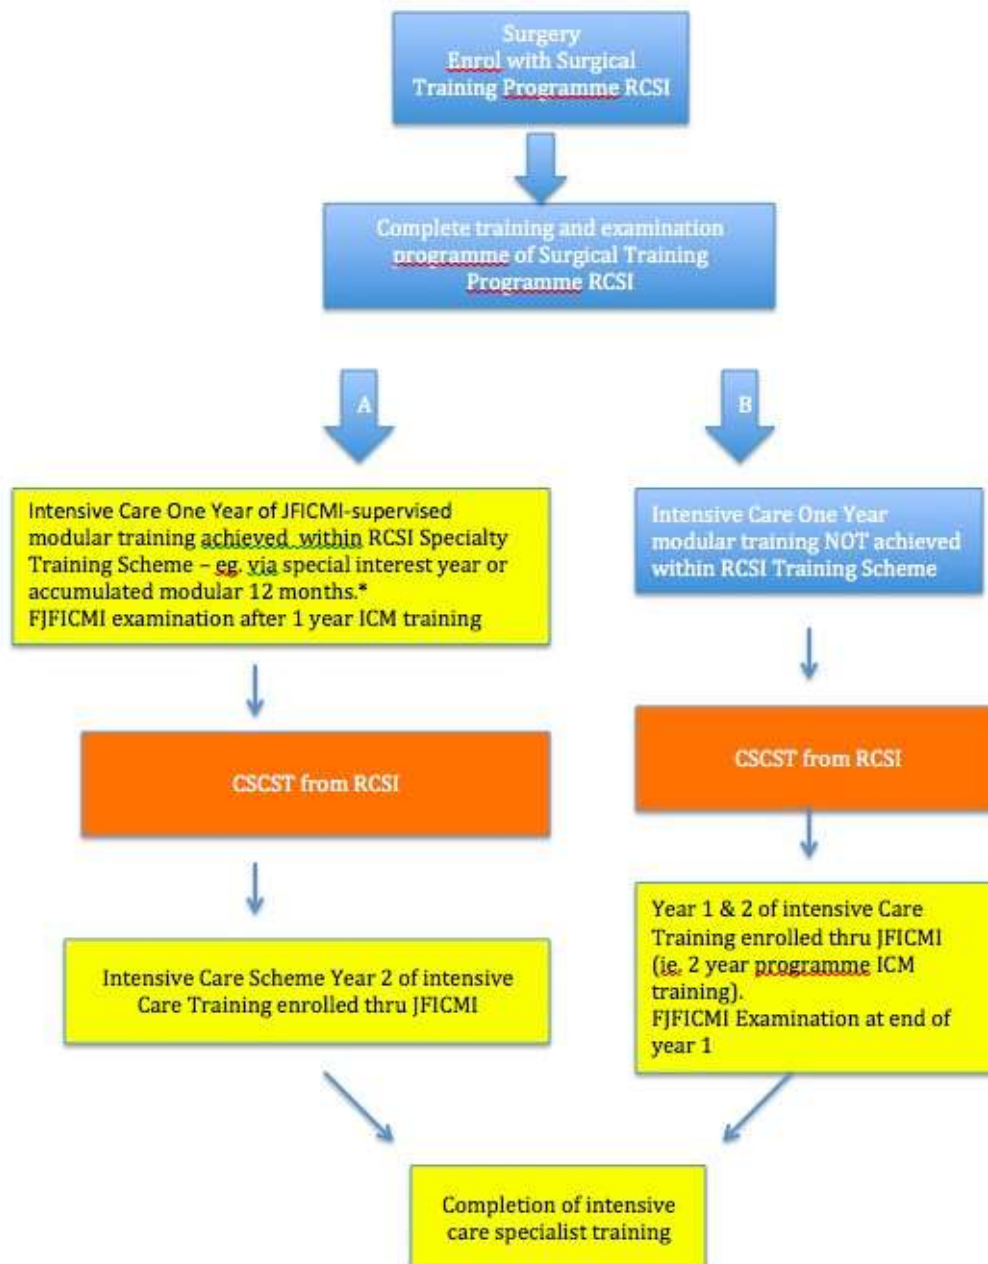 Surgery
Enrol with Surgical
Training Programme RCSI
Complete training and examination
programme of Surgical Training
Programme RCSI
A
B
Intensive Care One Year of JFICMI-supervised
modular training achieved within RCSI Specialty
Training Scheme – eg. via special interest year or
accumulated modular 12 months.*
FJFICMI examination after 1 year ICM training
Intensive Care One Year
modular training NOT achieved
within RCSI Training Scheme
CSCST from RCSI
CSCST from RCSI
Intensive Care Scheme Year 2 of intensive
Care Training enrolled thru JFICMI
Year 1 & 2 of intensive Care
Training enrolled thru JFICMI
(ie. 2 year programme ICM
training).
FJFICMI Examination at end of
year 1
Completion of intensive
care specialist training